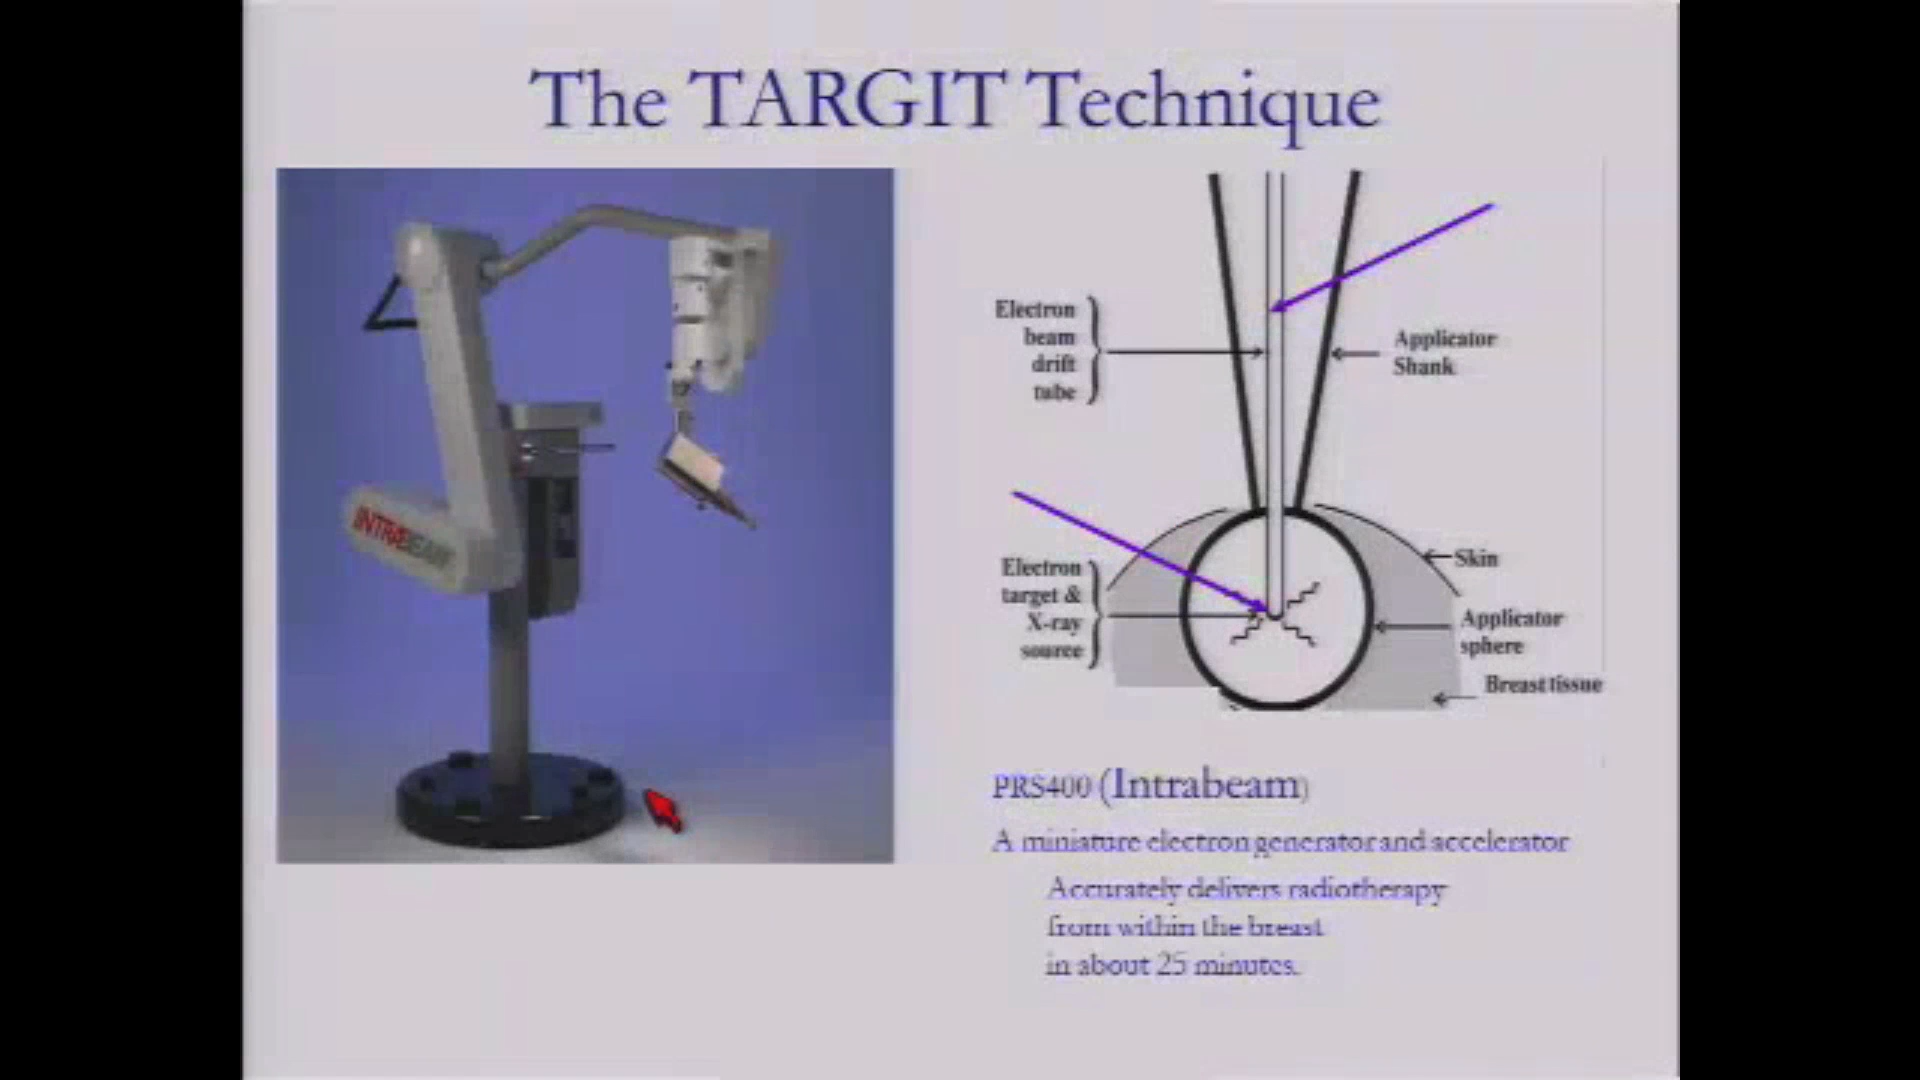 The TARGIT Technique
INTRABEAM
Electron
beam
drift
tube
Applicator
Shank
Electron
target &
X-ray
source
Skin
Applicator
sphere
Breast tissue
PRS400 (Intrabeam)
A miniature electron generator and accelerator
Accurately delivers radiotherapy
from within the breast
in about 25 minutes.